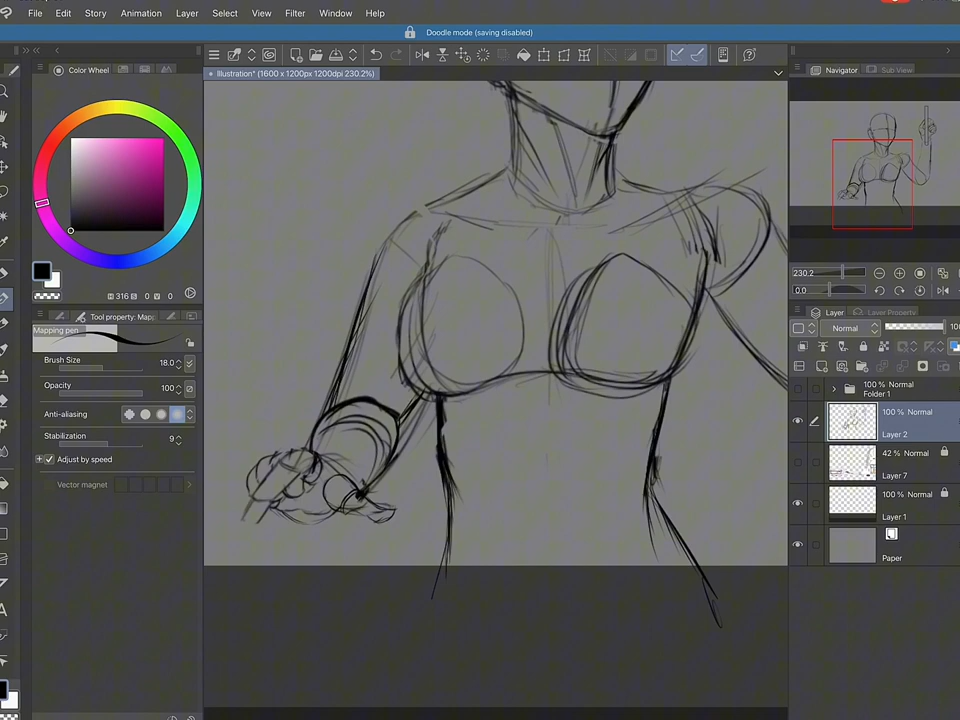 File Edit Story Animation Layer Select View Filter Window Help
Doodle mode (saving disabled)
Color Wheel
Illustration* (1600 x 1200px 1200dpi 230.2%)
Navigator
Sub View
H 316 S 0 V 0
Tool property: Mapp
Mapping pen
Brush Size 18.0
Opacity 100
Anti-aliasing
Stabilization 9
Adjust by speed
Vector magnet
230.2
0.0
Layer
Layer Property
Normal 100
100 % Normal
Folder 1
100 % Normal
Layer 2
42 % Normal
Layer 7
100 % Normal
Layer 1
Paper